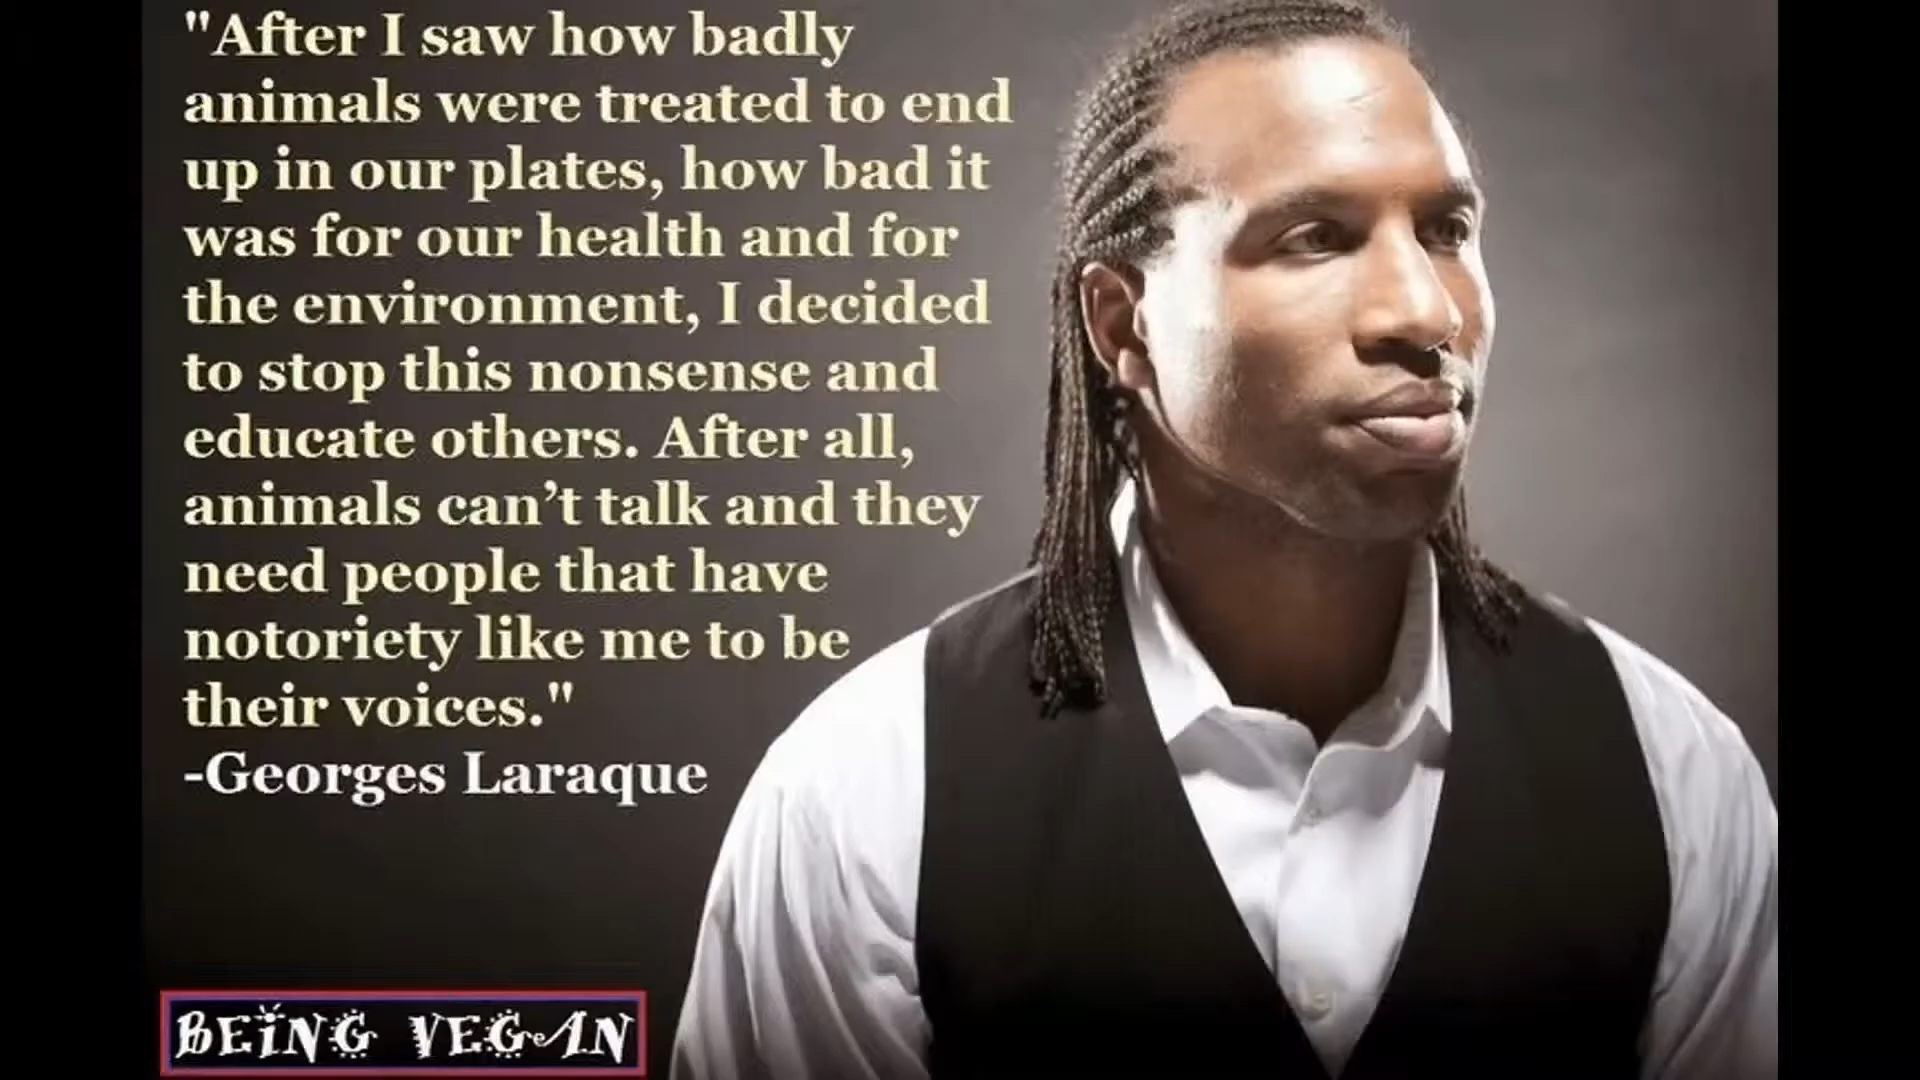 "After I saw how badly
animals were treated to end
up in our plates, how bad it
was for our health and for
the environment, I decided
to stop this nonsense and
educate others. After all,
animals can’t talk and they
need people that have
notoriety like me to be
their voices."
-Georges Laraque
BEING VEGAN